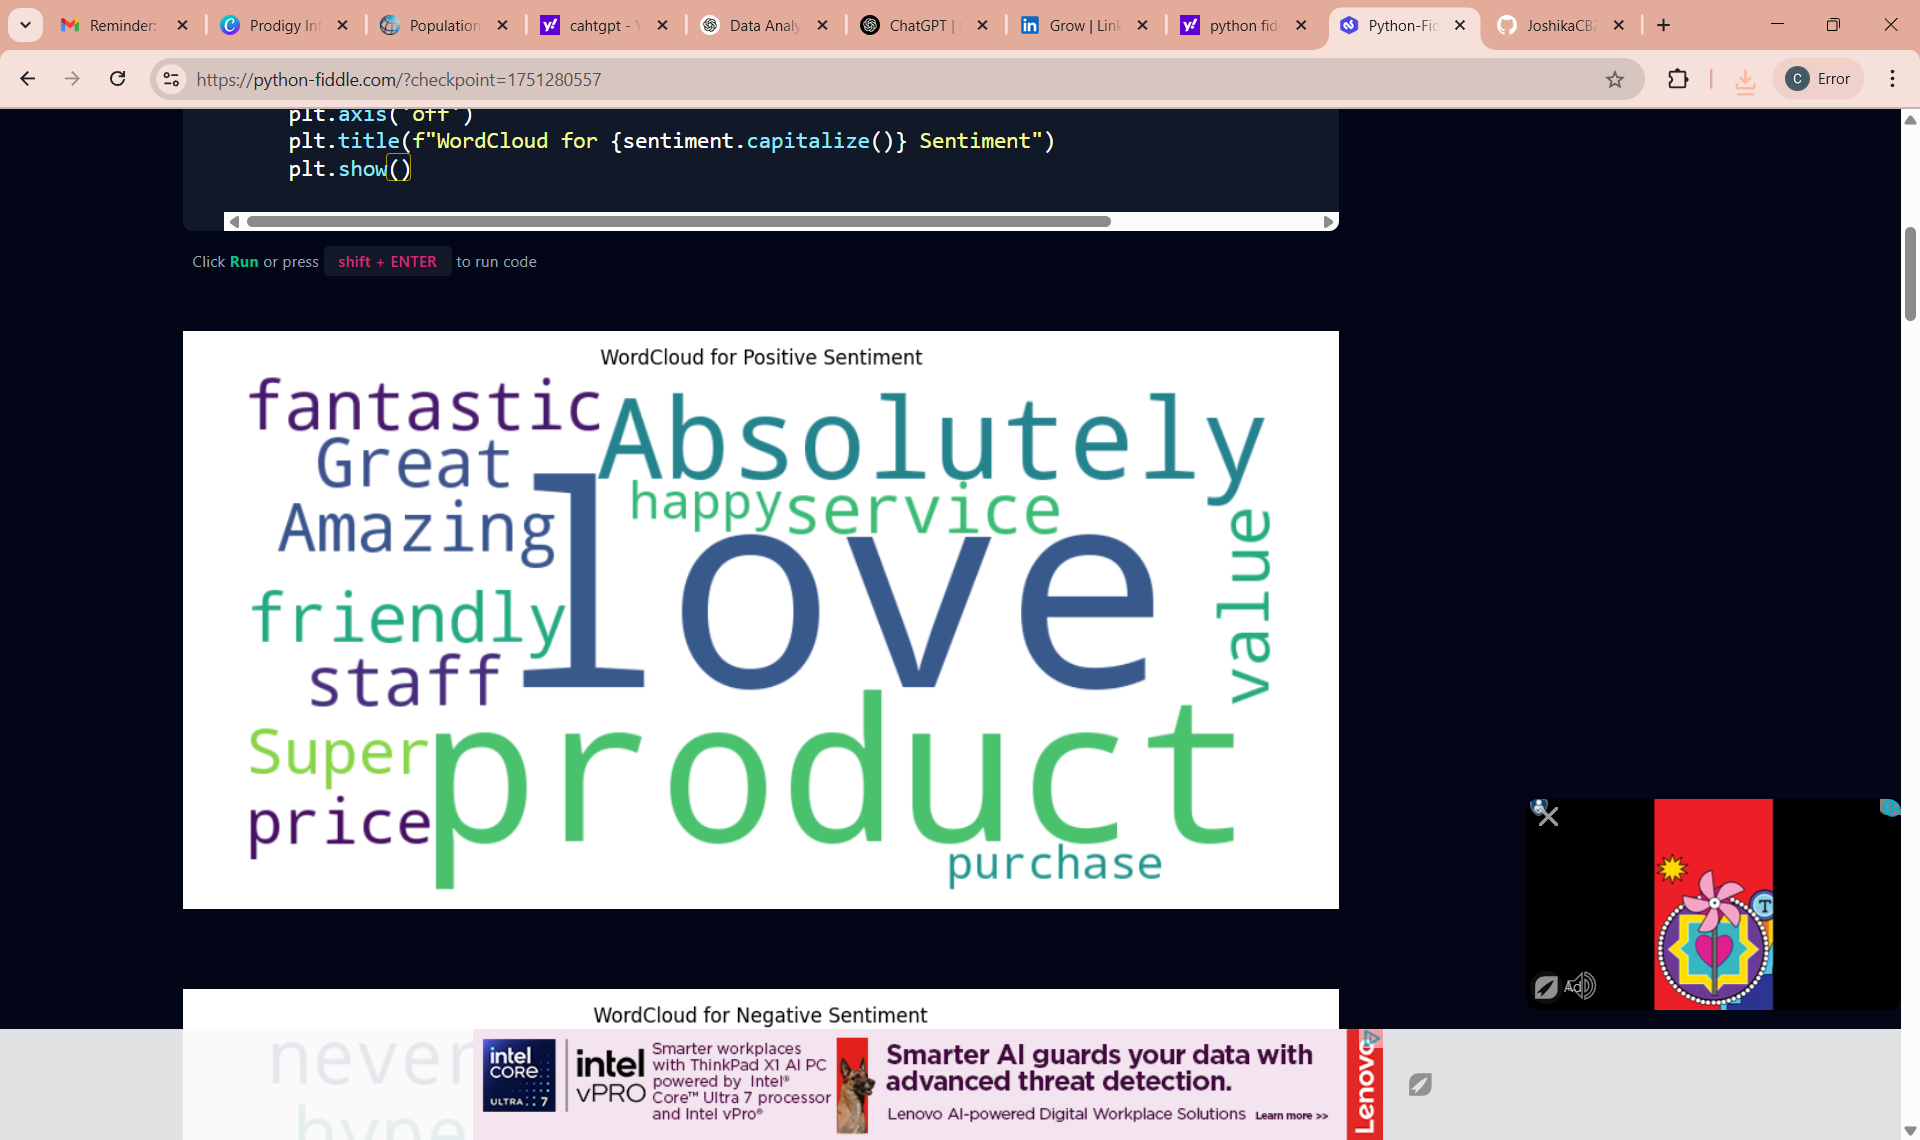 Reminder:
Prodigy Inf
Population
cahtgpt - Y
Data Analy
ChatGPT |
Grow | Link
python fid
Python-Fid
JoshikaCB
https://python-fiddle.com/?checkpoint=1751280557
C Error
plt.axis('off')
plt.title(f"WordCloud for {sentiment.capitalize()} Sentiment")
plt.show()
Click Run or press shift + ENTER to run code
WordCloud for Positive Sentiment
fantastic
Absolutely
Great
happy
service
Amazing
love
value
friendly
staff
Super
product
price
purchase
T
Ad
WordCloud for Negative Sentiment
never
hype
intel
CORE
ULTRA 7
intel
vPRO
Smarter workplaces
with ThinkPad X1 AI PC
powered by Intel®
Core™ Ultra 7 processor
and Intel vPro®
Smarter AI guards your data with
advanced threat detection.
Lenovo AI-powered Digital Workplace Solutions Learn more >>
Lenovo